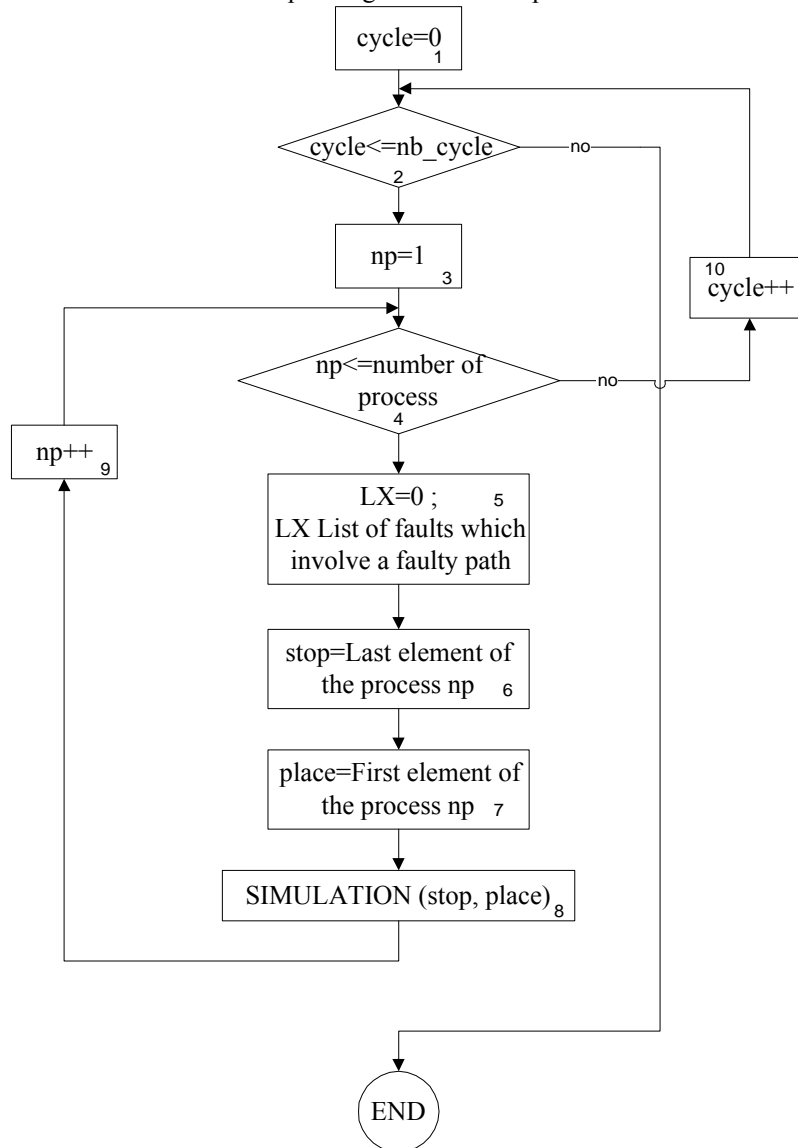 cycle=0
1
cycle<=nb_cycle
2
no
np=1
3
10
cycle++
np<=number of
process
4
no
np++
9
LX=0 ;
5
LX List of faults which
involve a faulty path
stop=Last element of
the process np
6
place=First element of
the process np
7
SIMULATION (stop, place)
8
END